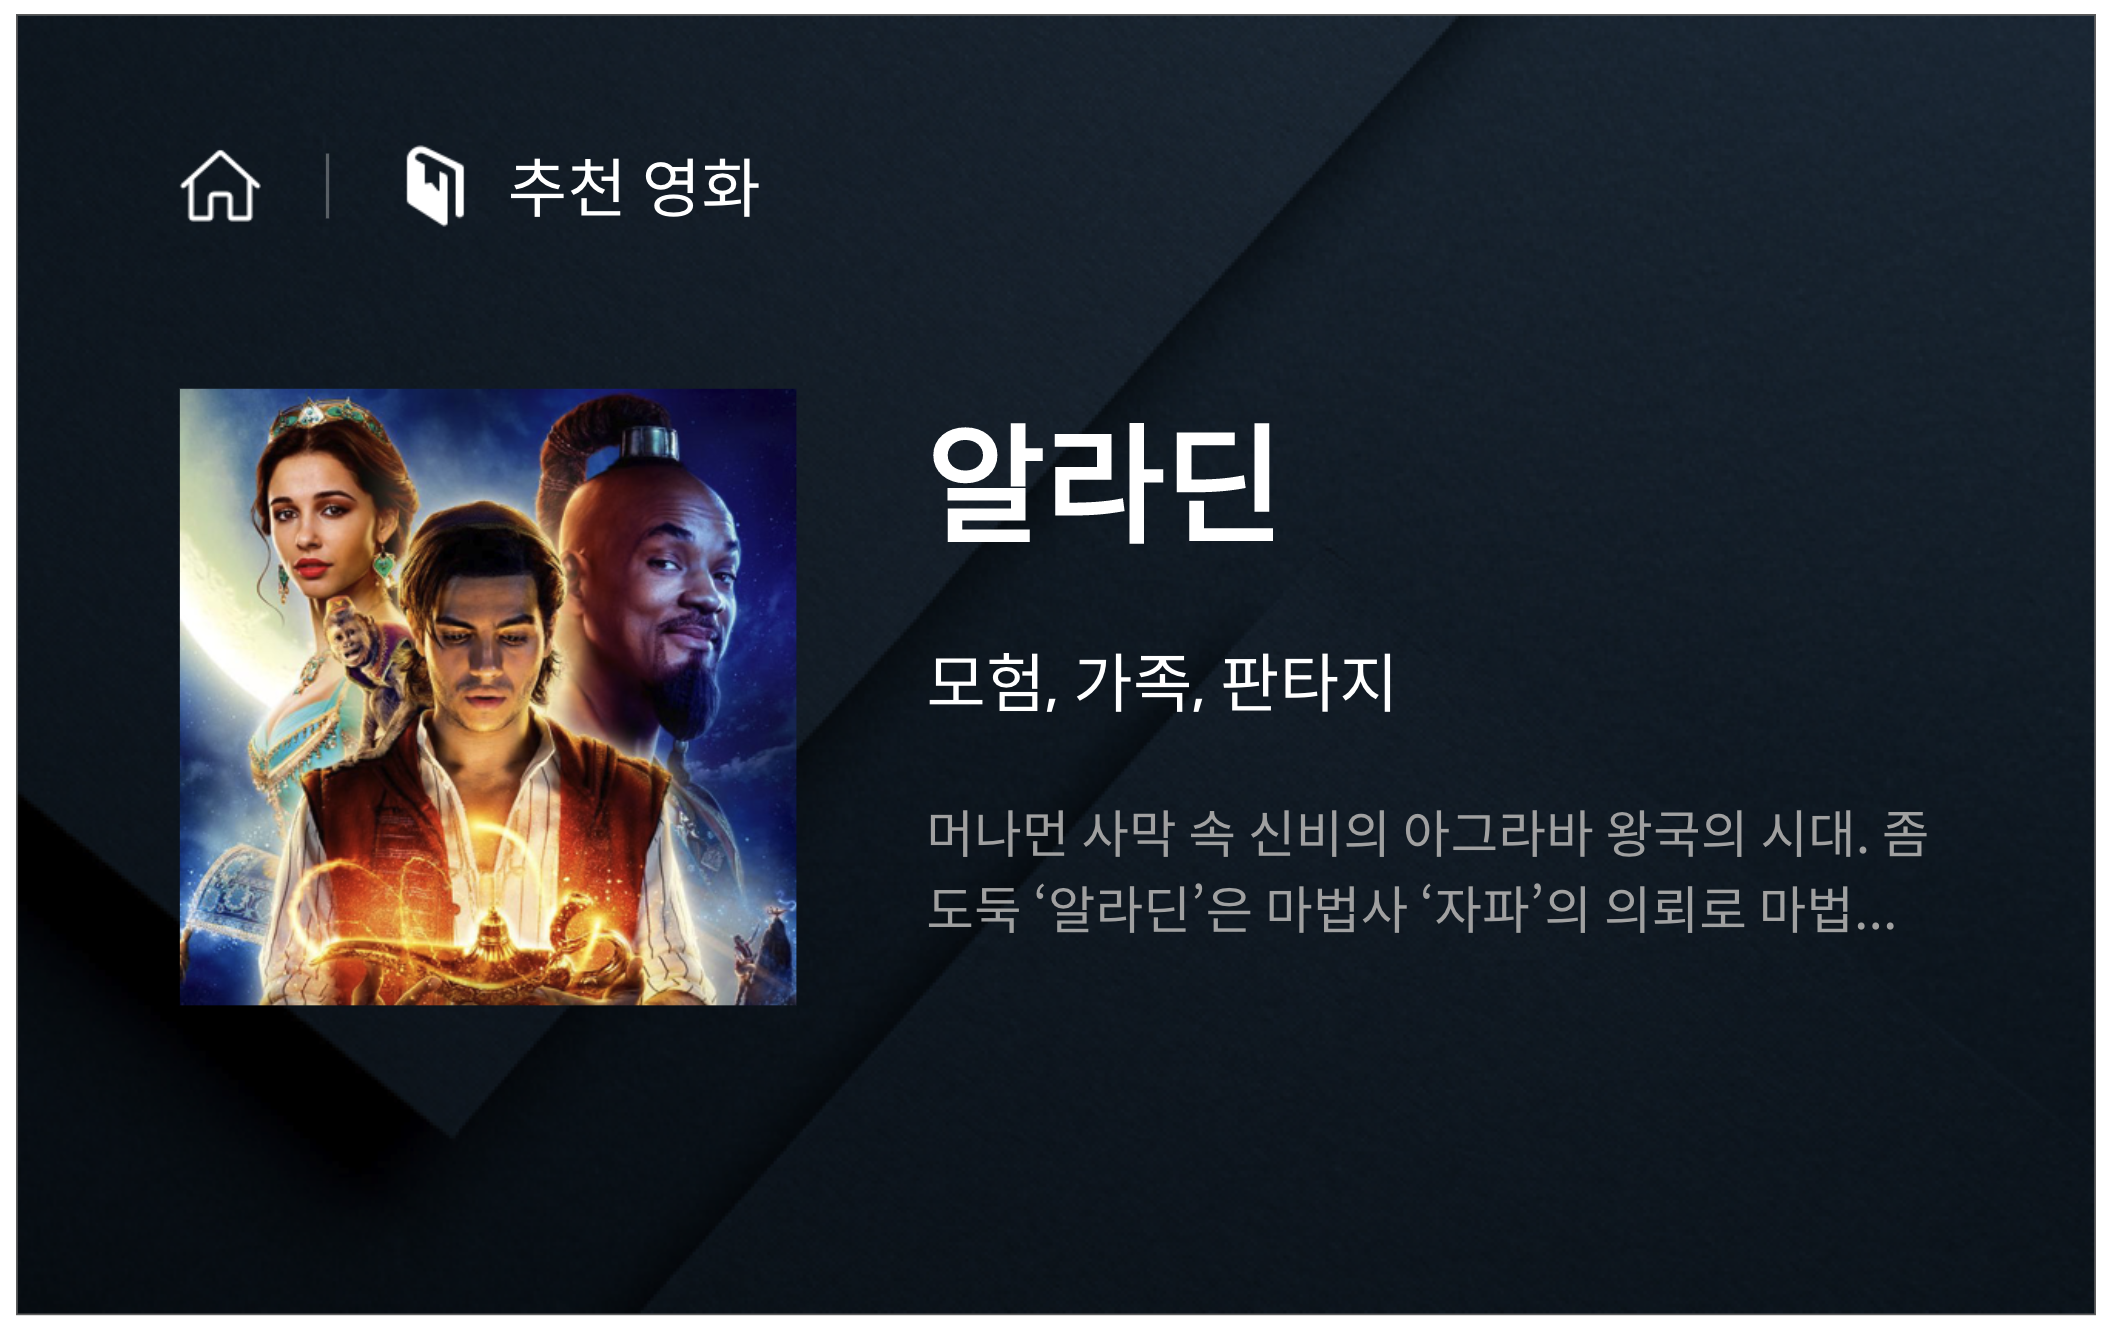 추천 영화
알라딘
모험, 가족, 판타지
머나먼 사막 속 신비의 아그라바 왕국의 시대. 좀
도둑 ‘알라딘’은 마법사 ‘자파’의 의뢰로 마법...